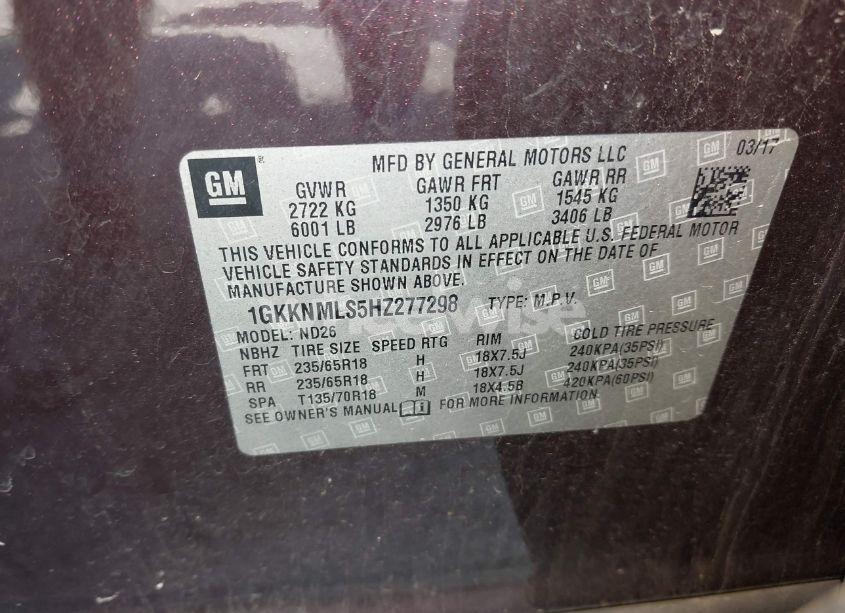 GM
MFD BY GENERAL MOTORS LLC 03/17
GVWR GAWR FRT GAWR RR
2722 KG 1350 KG 1545 KG
6001 LB 2976 LB 3406 LB
THIS VEHICLE CONFORMS TO ALL APPLICABLE U.S. FEDERAL MOTOR
VEHICLE SAFETY STANDARDS IN EFFECT ON THE DATE OF
MANUFACTURE SHOWN ABOVE.
1GKKNMLS5HZ277298 TYPE: M.P.V.
MODEL: ND26
NBHZ TIRE SIZE SPEED RTG RIM COLD TIRE PRESSURE
FRT 235/65R18 H 18X7.5J 240KPA(35PSI)
RR 235/65R18 H 18X7.5J 240KPA(35PSI)
SPA T135/70R18 M 18X4.5B 420KPA(60PSI)
SEE OWNER'S MANUAL FOR MORE INFORMATION